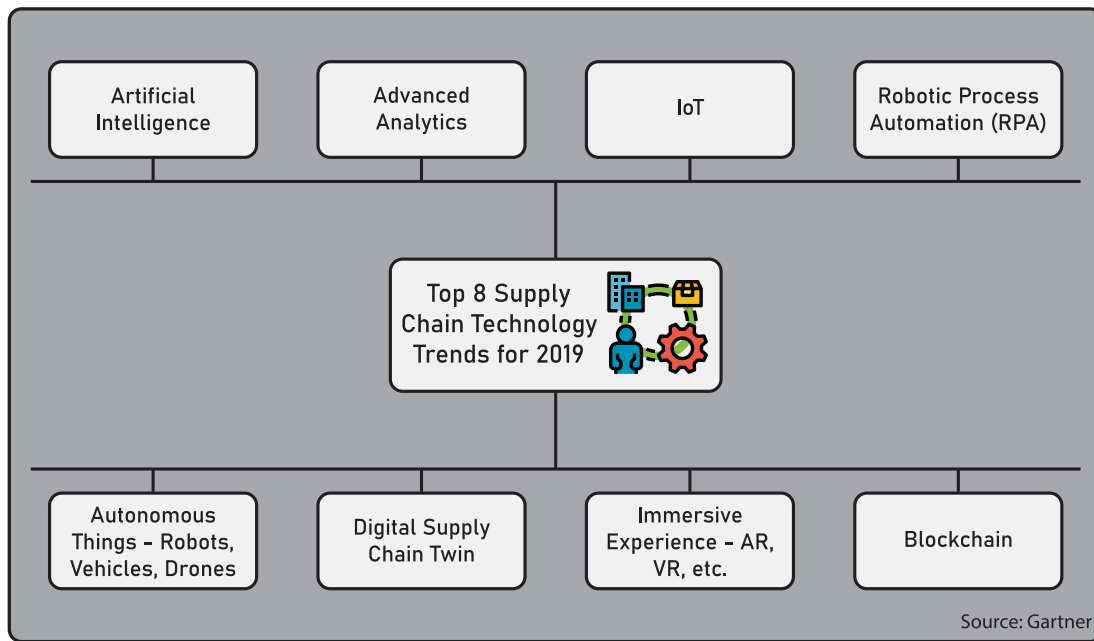 Artificial
Intelligence
Advanced
Analytics
IoT
Robotic Process
Automation (RPA)
Top 8 Supply
Chain Technology
Trends for 2019
Autonomous
Things – Robots,
Vehicles, Drones
Digital Supply
Chain Twin
Immersive
Experience – AR,
VR, etc.
Blockchain
Source: Gartner